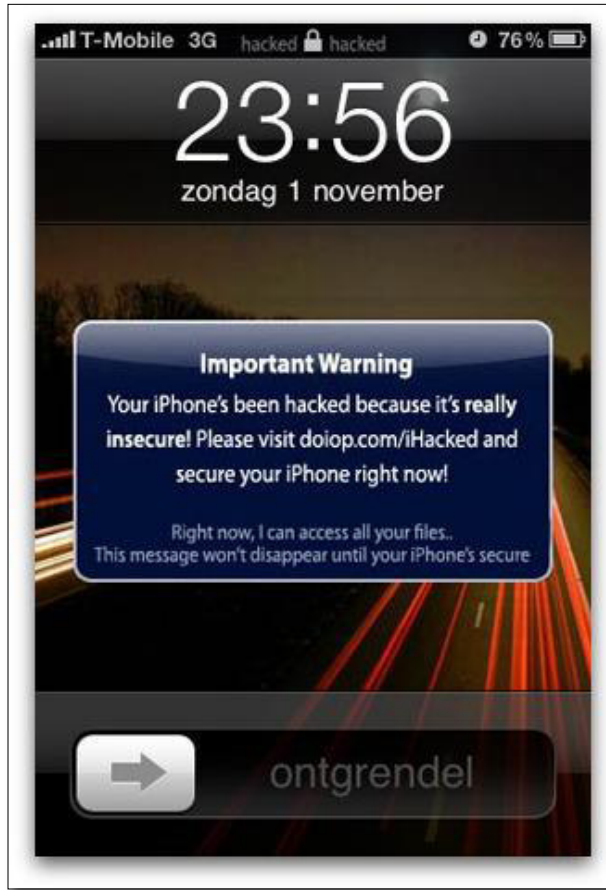 T-Mobile 3G hacked hacked 76%
23:56
zondag 1 november
Important Warning
Your iPhone's been hacked because it's really
insecure! Please visit doiop.com/iHacked and
secure your iPhone right now!
Right now, I can access all your files..
This message won't disappear until your iPhone's secure
ontgrendel